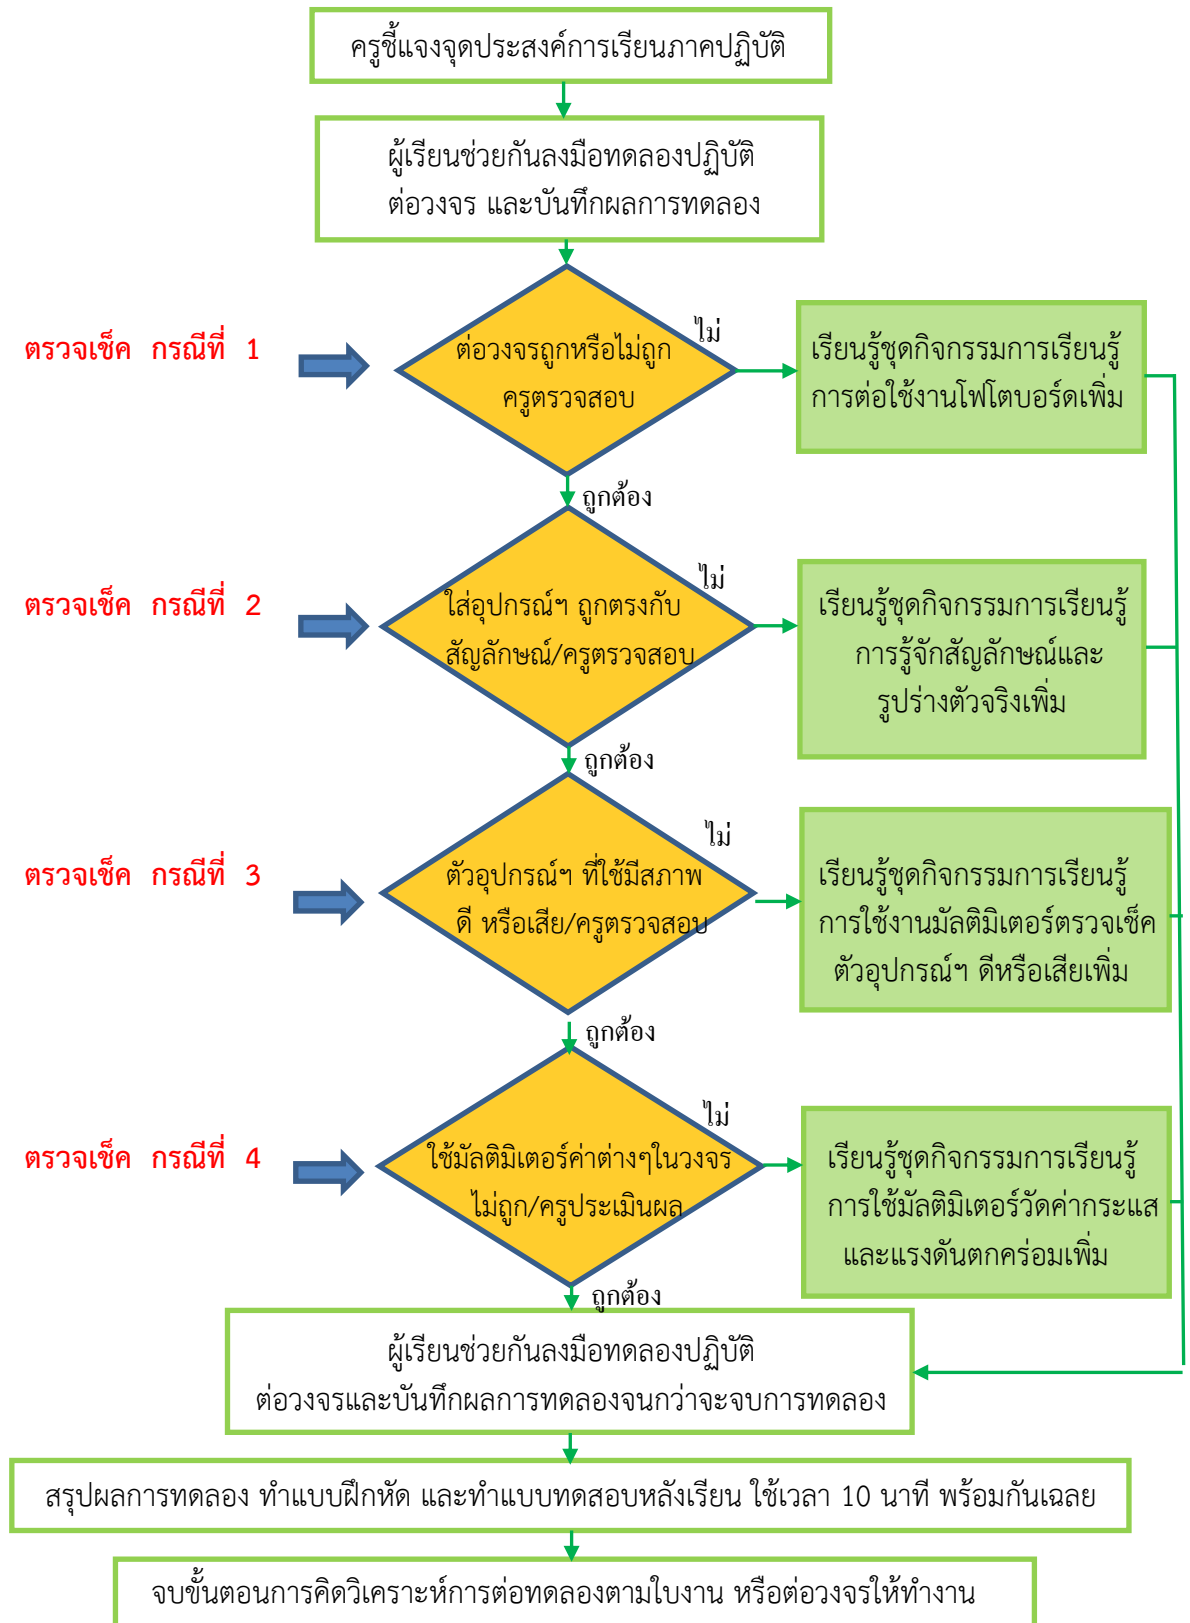 ครูชี้แจงจุดประสงค์การเรียนภาคปฏิบัติ
ผู้เรียนช่วยกันลงมือทดลองปฏิบัติ
ต่อวงจร และบันทึกผลการทดลอง
ตรวจเช็ค กรณีที่ 1
ต่อวงจรถูกหรือไม่ถูก
ครูตรวจสอบ
ไม่
เรียนรู้ชุดกิจกรรมการเรียนรู้
การต่อใช้งานโฟโตบอร์ดเพิ่ม
ถูกต้อง
ตรวจเช็ค กรณีที่ 2
ใส่อุปกรณ์ฯ ถูกตรงกับ
สัญลักษณ์/ครูตรวจสอบ
ไม่
เรียนรู้ชุดกิจกรรมการเรียนรู้
การรู้จักสัญลักษณ์และ
รูปร่างตัวจริงเพิ่ม
ถูกต้อง
ตรวจเช็ค กรณีที่ 3
ตัวอุปกรณ์ฯ ที่ใช้มีสภาพ
ดี หรือเสีย/ครูตรวจสอบ
ไม่
เรียนรู้ชุดกิจกรรมการเรียนรู้
การใช้งานมัลติมิเตอร์ตรวจเช็ค
ตัวอุปกรณ์ฯ ดีหรือเสียเพิ่ม
ถูกต้อง
ตรวจเช็ค กรณีที่ 4
ใช้มัลติมิเตอร์ค่าต่างๆในวงจร
ไม่ถูก/ครูประเมินผล
ไม่
เรียนรู้ชุดกิจกรรมการเรียนรู้
การใช้มัลติมิเตอร์วัดค่ากระแส
และแรงดันตกคร่อมเพิ่ม
ถูกต้อง
ผู้เรียนช่วยกันลงมือทดลองปฏิบัติ
ต่อวงจรและบันทึกผลการทดลองจนกว่าจะจบการทดลอง
สรุปผลการทดลอง ทำแบบฝึกหัด และทำแบบทดสอบหลังเรียน ใช้เวลา 10 นาที พร้อมกันเฉลย
จบขั้นตอนการคิดวิเคราะห์การต่อทดลองตามใบงาน หรือต่อวงจรให้ทำงาน